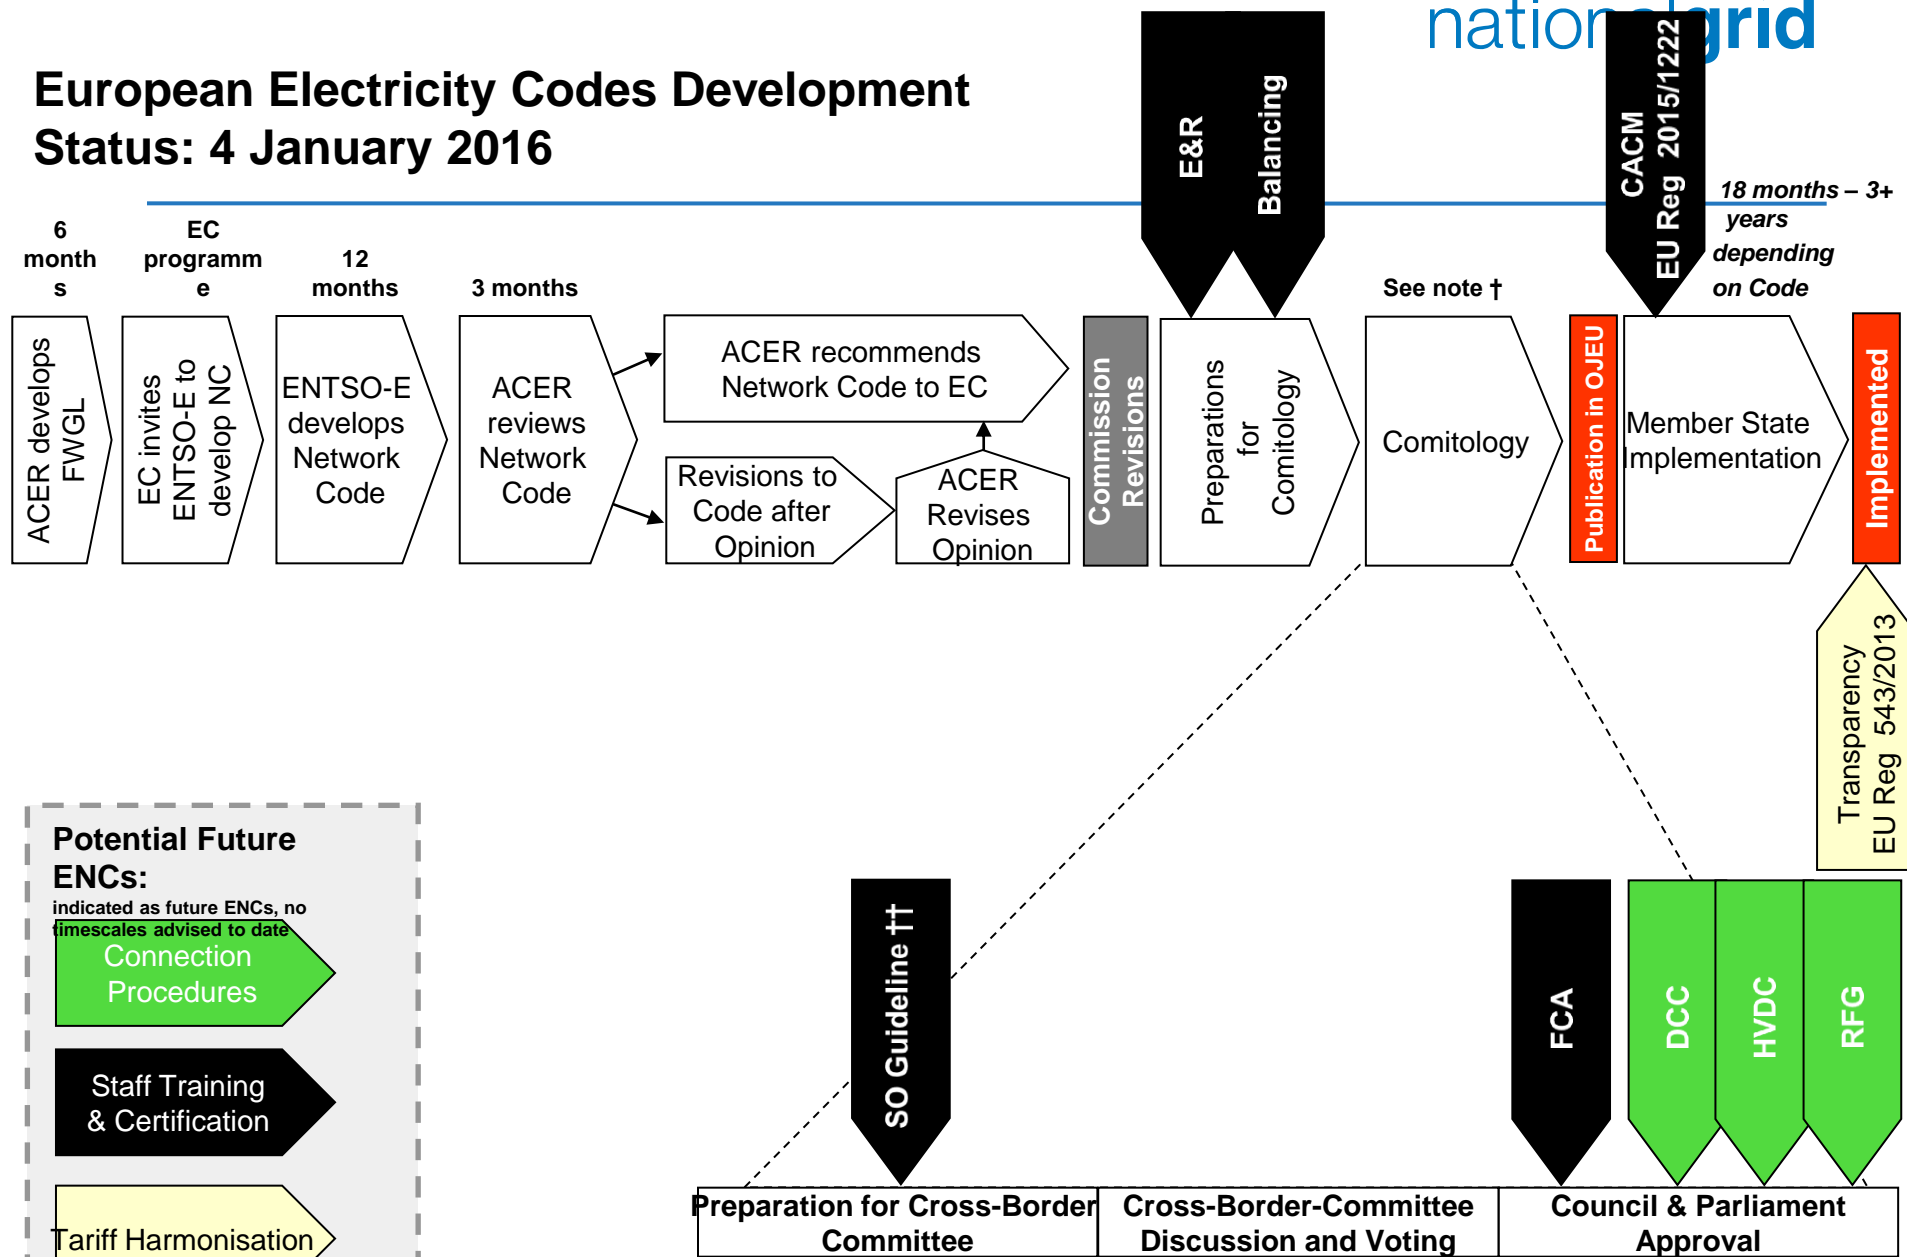 nationalgrid
European Electricity Codes Development
Status: 4 January 2016
E&R
Balancing
CACM
EU Reg 2015/1222
18 months – 3+
years
depending
on Code
6
month
s
EC
programm
e
12
months
3 months
See note †
ACER develops
FWGL
EC invites
ENTSO-E to
develop NC
ENTSO-E
develops
Network
Code
ACER
reviews
Network
Code
ACER recommends
Network Code to EC
Revisions to
Code after
Opinion
ACER
Revises
Opinion
Commission
Revisions
Preparations
for
Comitology
Comitology
Publication in OJEU
Member State
Implementation
Implemented
Transparency
EU Reg 543/2013
Potential Future
ENCs:
indicated as future ENCs, no
timescales advised to date
Connection
Procedures
Staff Training
& Certification
Tariff Harmonisation
SO Guideline ††
FCA
DCC
HVDC
RFG
Preparation for Cross-Border
Committee
Cross-Border-Committee
Discussion and Voting
Council & Parliament
Approval